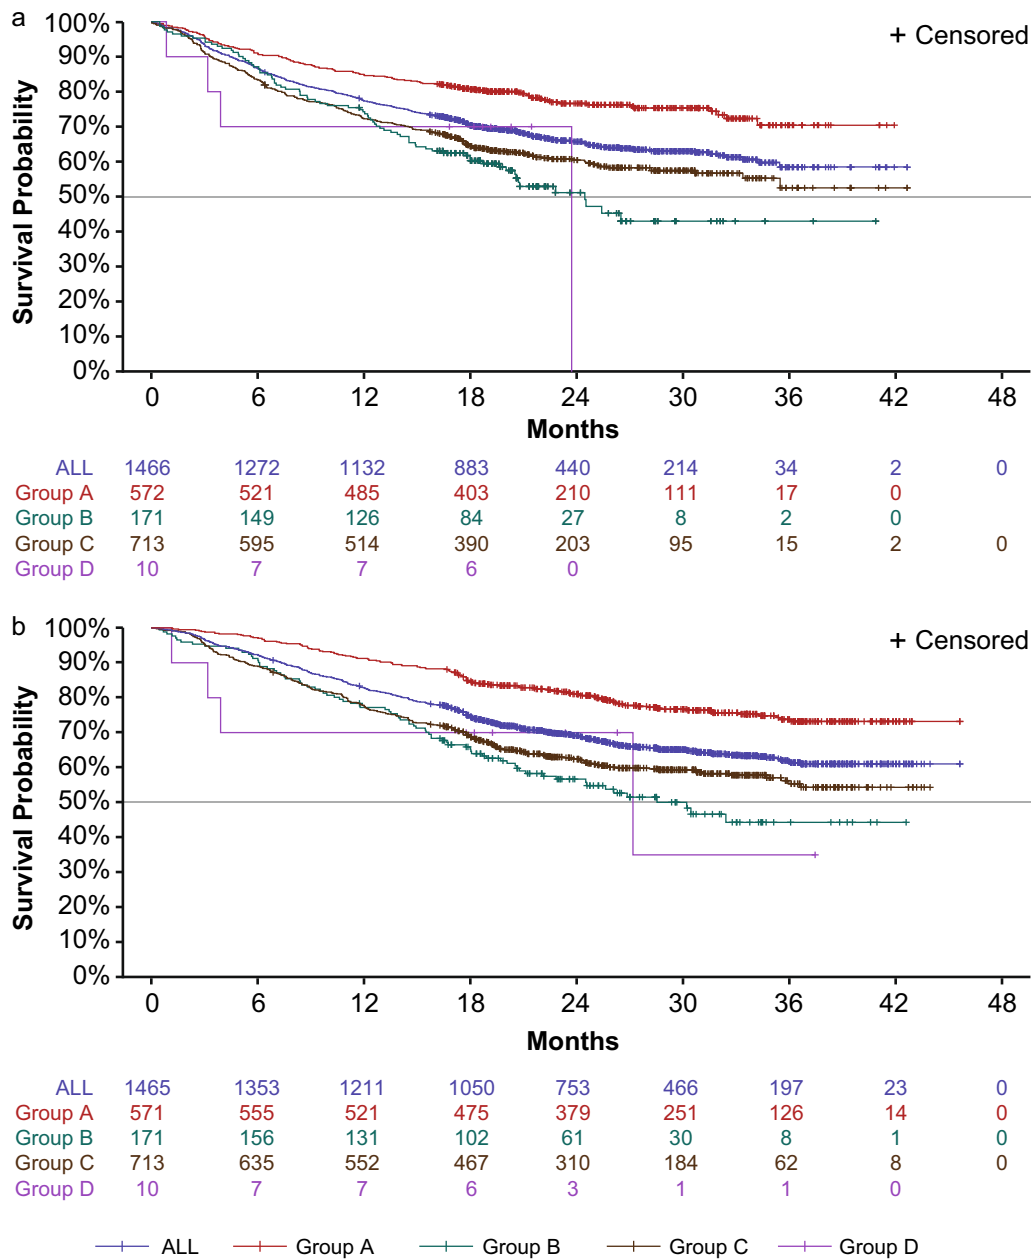 a
100%
90%
80%
70%
60%
50%
40%
30%
20%
10%
0%
Survival Probability
+ Censored
0 6 12 18 24 30 36 42 48
Months
ALL 1466 1272 1132 883 440 214 34 2 0
Group A 572 521 485 403 210 111 17 0
Group B 171 149 126 84 27 8 2 0
Group C 713 595 514 390 203 95 15 2 0
Group D 10 7 7 6 0
b
100%
90%
80%
70%
60%
50%
40%
30%
20%
10%
0%
Survival Probability
+ Censored
0 6 12 18 24 30 36 42 48
Months
ALL 1465 1353 1211 1050 753 466 197 23 0
Group A 571 555 521 475 379 251 126 14 0
Group B 171 156 131 102 61 30 8 1 0
Group C 713 635 552 467 310 184 62 8 0
Group D 10 7 7 6 3 1 1 0
ALL Group A Group B Group C Group D